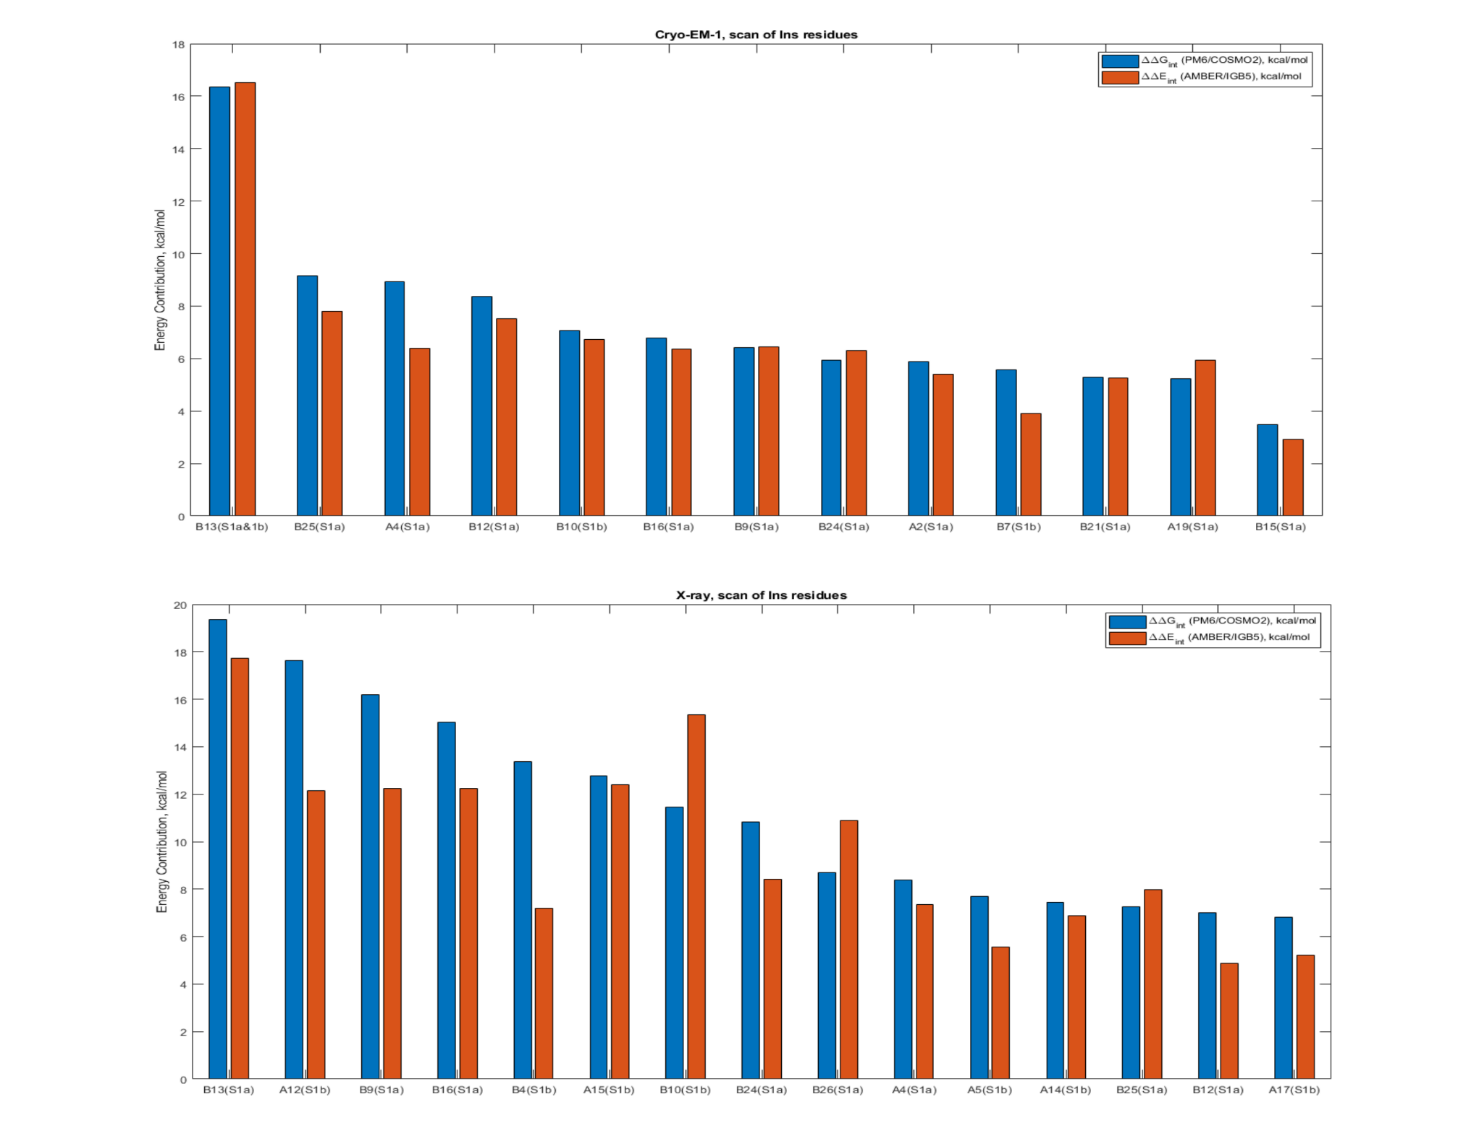 Cryo-EM-1, scan of Ins residues
ΔΔG_int (PM6/COSMO2), kcal/mol
ΔΔE_int (AMBER/IGB5), kcal/mol
Energy Contribution, kcal/mol
18
16
14
12
10
8
6
4
2
0
B13(S1a&1b) B25(S1a) A4(S1a) B12(S1a) B10(S1b) B16(S1a) B9(S1a) B24(S1a) A2(S1a) B7(S1b) B21(S1a) A19(S1a) B15(S1a)
X-ray, scan of Ins residues
ΔΔG_int (PM6/COSMO2), kcal/mol
ΔΔE_int (AMBER/IGB5), kcal/mol
Energy Contribution, kcal/mol
20
18
16
14
12
10
8
6
4
2
0
B13(S1a) A12(S1b) B9(S1a) B16(S1a) B4(S1b) A15(S1b) B10(S1b) B24(S1a) B26(S1a) A4(S1a) A5(S1b) A14(S1b) B25(S1a) B12(S1a) A17(S1b)